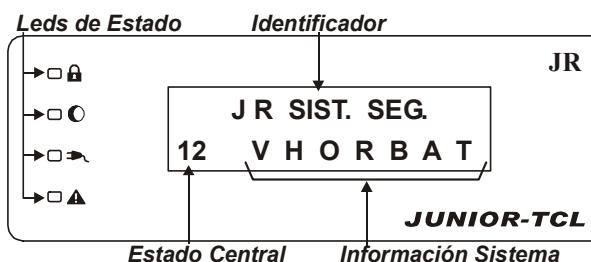 Leds de Estado Identificador
JR
J R SIST. SEG.
12 V H O R B A T
JUNIOR-TCL
Estado Central Información Sistema